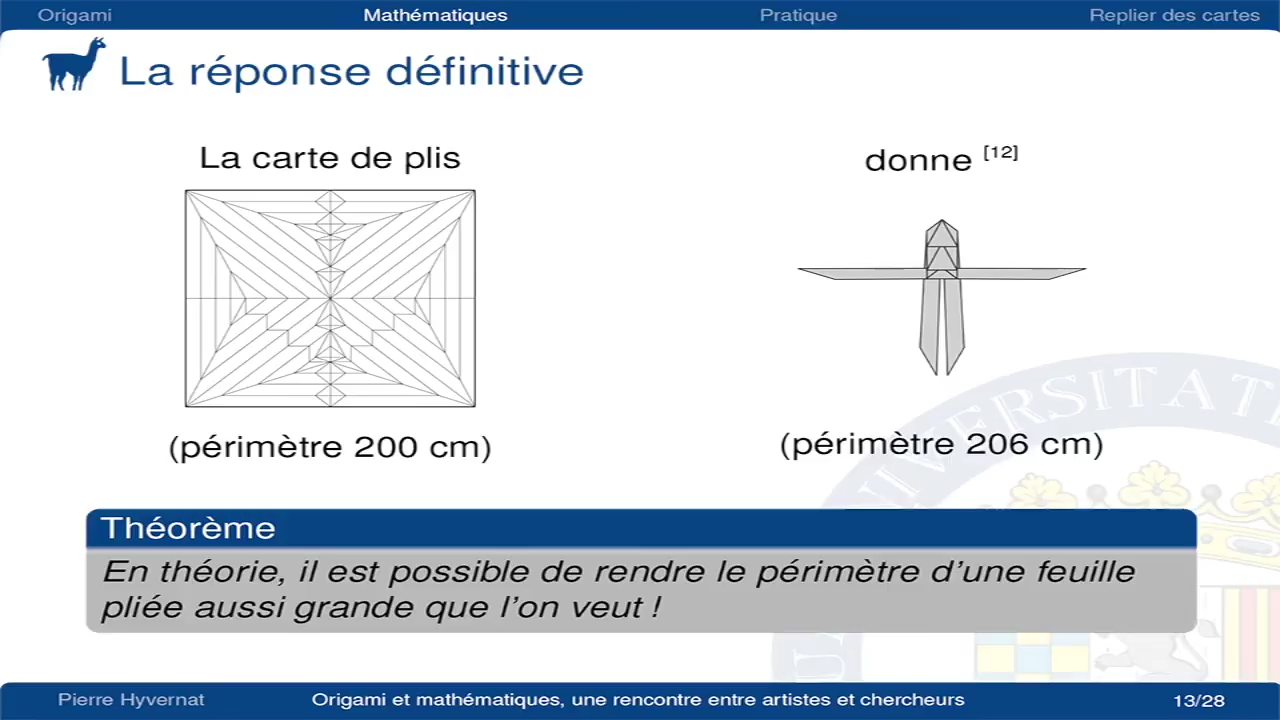 Origami Mathématiques Pratique Replier des cartes
La réponse définitive
La carte de plis
donne [12]
(périmètre 200 cm)
(périmètre 206 cm)
Théorème
En théorie, il est possible de rendre le périmètre d'une feuille
pliée aussi grande que l'on veut !
Pierre Hyvernat Origami et mathématiques, une rencontre entre artistes et chercheurs 13/28